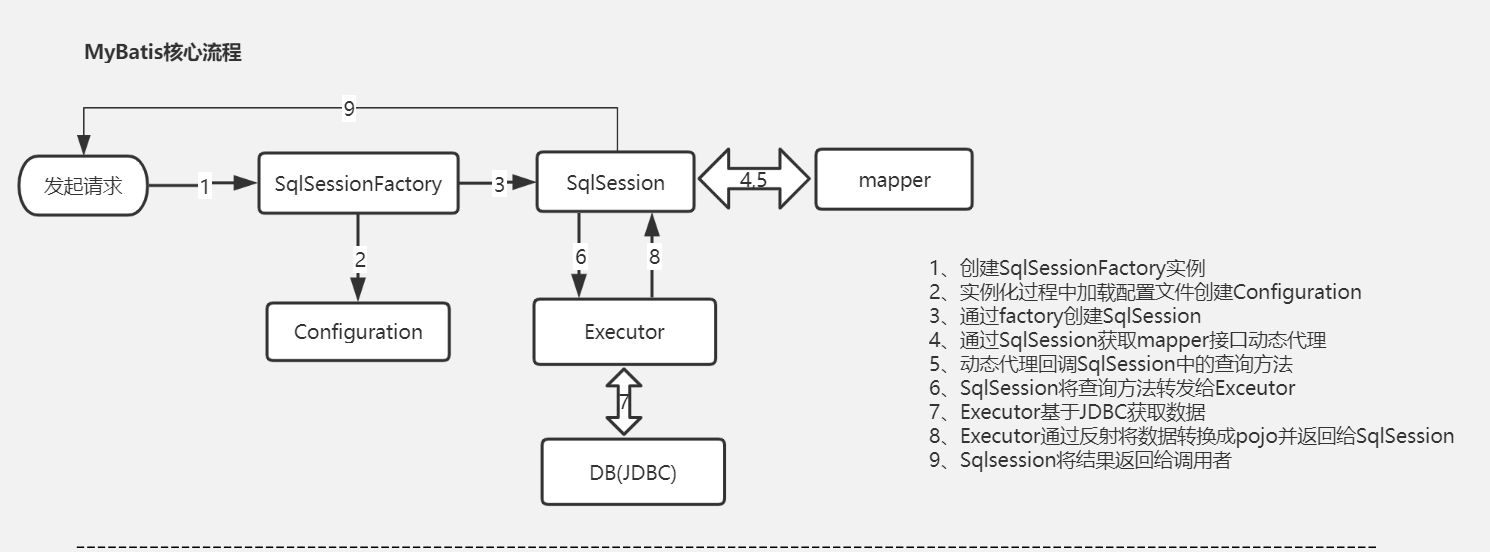 MyBatis核心流程
9
发起请求
1
SqlSessionFactory
3
SqlSession
4,5
mapper
2
6
8
Configuration
Executor
7
DB(JDBC)
1、创建SqlSessionFactory实例
2、实例化过程中加载配置文件创建Configuration
3、通过factory创建SqlSession
4、通过SqlSession获取mapper接口动态代理
5、动态代理回调SqlSession中的查询方法
6、SqlSession将查询方法转发给Exceutor
7、Executor基于JDBC获取数据
8、Executor通过反射将数据转换成pojo并返回给SqlSession
9、Sqlsession将结果返回给调用者